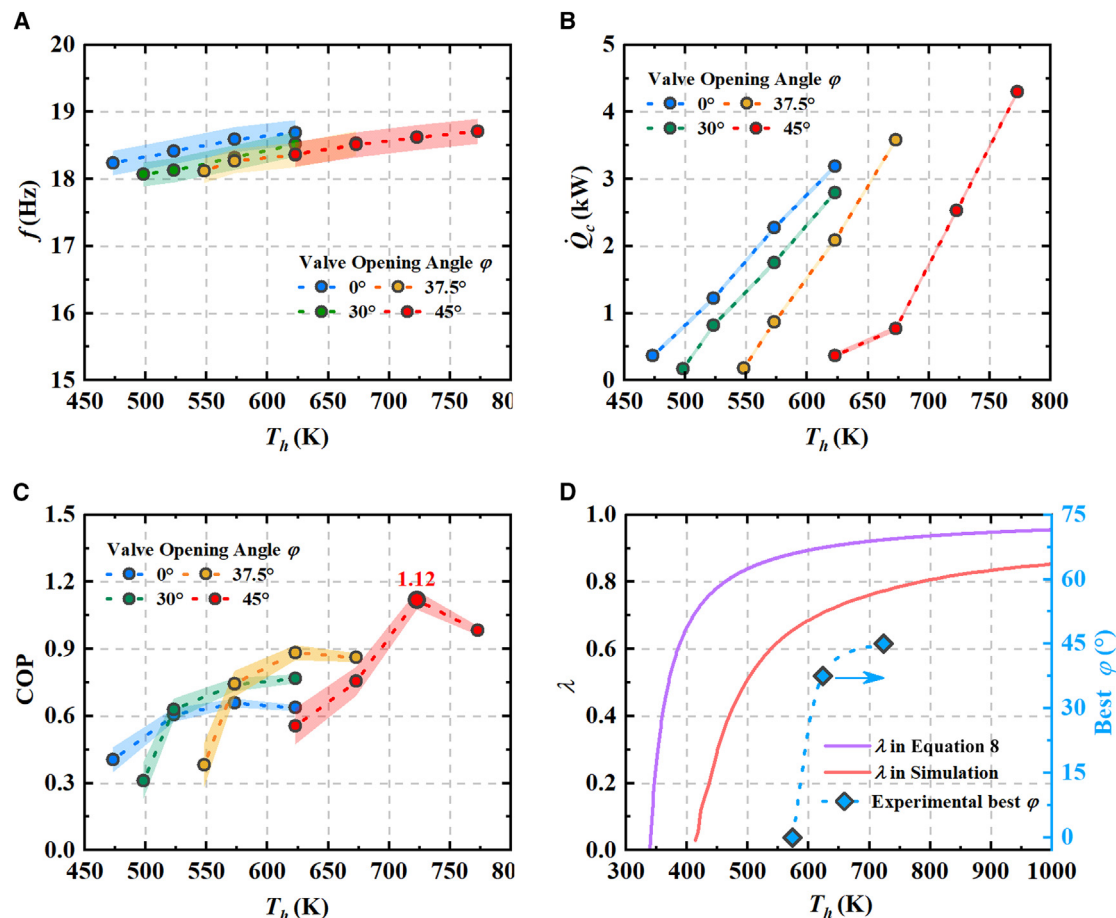 A
20
19
18
17
16
15
f (Hz)
Valve Opening Angle φ
0° 37.5°
30° 45°
450 500 550 600 650 700 750 80
T_h (K)
B
5
4
3
2
1
0
Q̇_c (kW)
Valve Opening Angle φ
0° 37.5°
30° 45°
450 500 550 600 650 700 750 800
T_h (K)
C
1.5
1.2
0.9
0.6
0.3
0.0
COP
Valve Opening Angle φ
0° 37.5°
30° 45°
1.12
450 500 550 600 650 700 750 80
T_h (K)
D
1.0
0.8
0.6
0.4
0.2
0.0
λ
75
60
45
30
15
0
Best φ (°)
λ in Equation 8
λ in Simulation
Experimental best φ
300 400 500 600 700 800 900 1000
T_h (K)